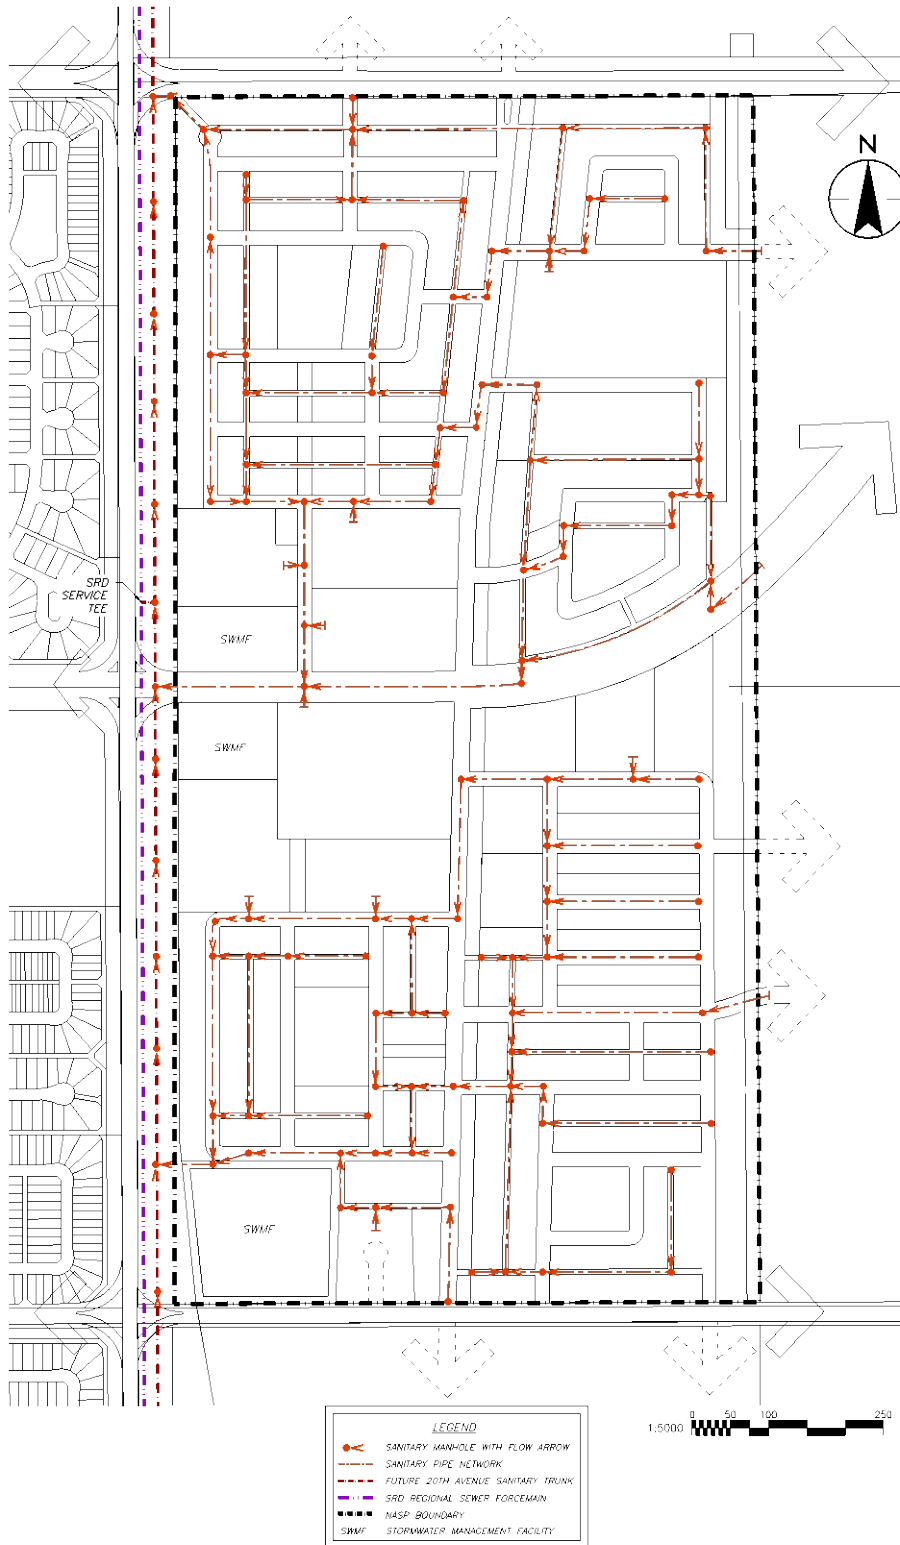 N
SRD
SERVICE
TEE
SWMF
SWMF
SWMF
0 50 100 250
1:5000
LEGEND
SANITARY MANHOLE WITH FLOW ARROW
SANITARY PIPE NETWORK
FUTURE 20TH AVENUE SANITARY TRUNK
SRD REGIONAL SEWER FORCEMAIN
NASP BOUNDARY
SWMF STORMWATER MANAGEMENT FACILITY